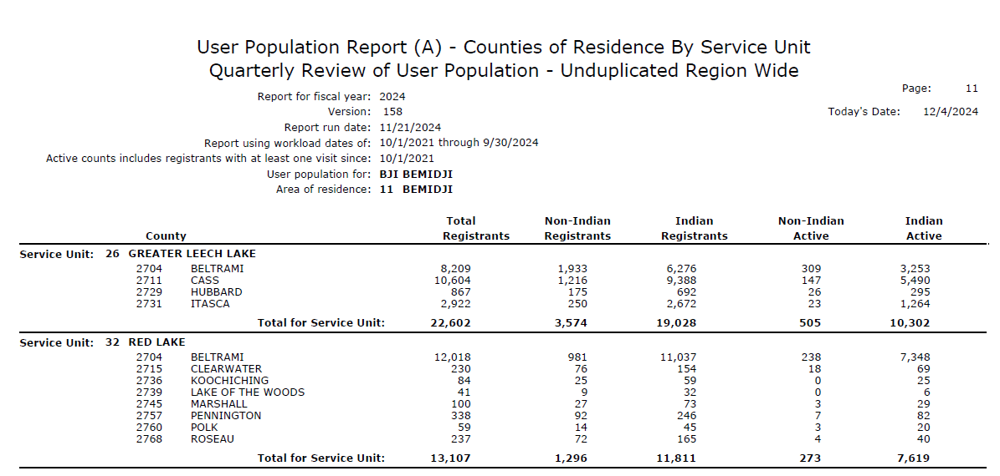 User Population Report (A) - Counties of Residence By Service Unit
Quarterly Review of User Population - Unduplicated Region Wide
Page: 11
Report for fiscal year: 2024
Version: 158
Today's Date: 12/4/2024
Report run date: 11/21/2024
Report using workload dates of: 10/1/2021 through 9/30/2024
Active counts includes registrants with at least one visit since: 10/1/2021
User population for: BJI BEMIDJI
Area of residence: 11 BEMIDJI
Total Non-Indian Indian Non-Indian Indian
County Registrants Registrants Registrants Active Active
Service Unit: 26 GREATER LEECH LAKE
2704 BELTRAMI 8,209 1,933 6,276 309 3,253
2711 CASS 10,604 1,216 9,388 147 5,490
2729 HUBBARD 867 175 692 26 295
2731 ITASCA 2,922 250 2,672 23 1,264
Total for Service Unit: 22,602 3,574 19,028 505 10,302
Service Unit: 32 RED LAKE
2704 BELTRAMI 12,018 981 11,037 238 7,348
2715 CLEARWATER 230 76 154 18 69
2736 KOOCHICHING 84 25 59 0 25
2739 LAKE OF THE WOODS 41 9 32 0 6
2745 MARSHALL 100 27 73 3 29
2757 PENNINGTON 338 92 246 7 82
2760 POLK 59 14 45 3 20
2768 ROSEAU 237 72 165 4 40
Total for Service Unit: 13,107 1,296 11,811 273 7,619